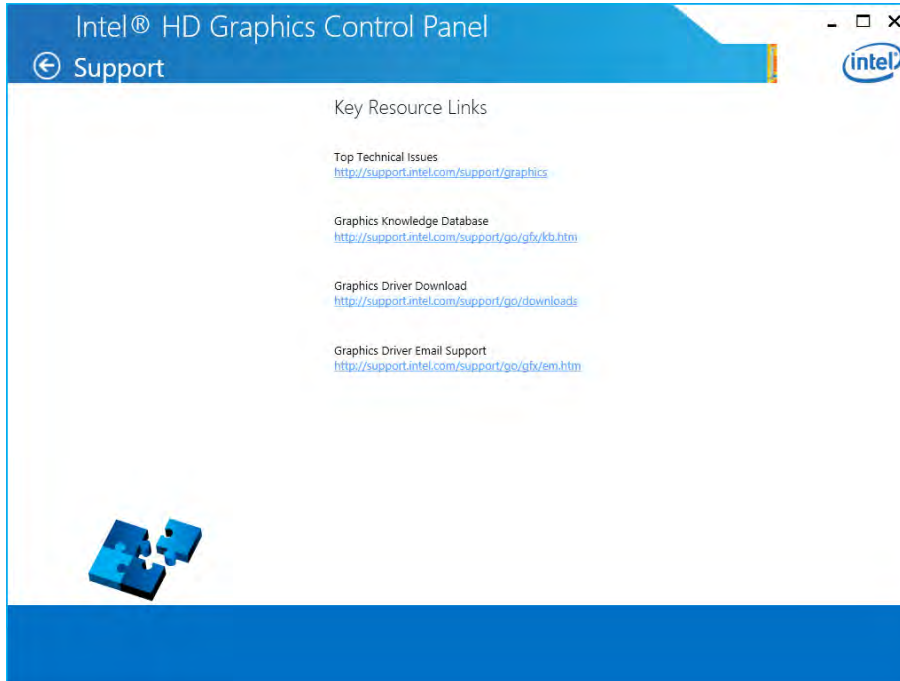 Intel® HD Graphics Control Panel
Support
intel
Key Resource Links
Top Technical Issues
http://support.intel.com/support/graphics
Graphics Knowledge Database
http://support.intel.com/support/go/gfx/kb.htm
Graphics Driver Download
http://support.intel.com/support/go/downloads
Graphics Driver Email Support
http://support.intel.com/support/go/gfx/em.htm